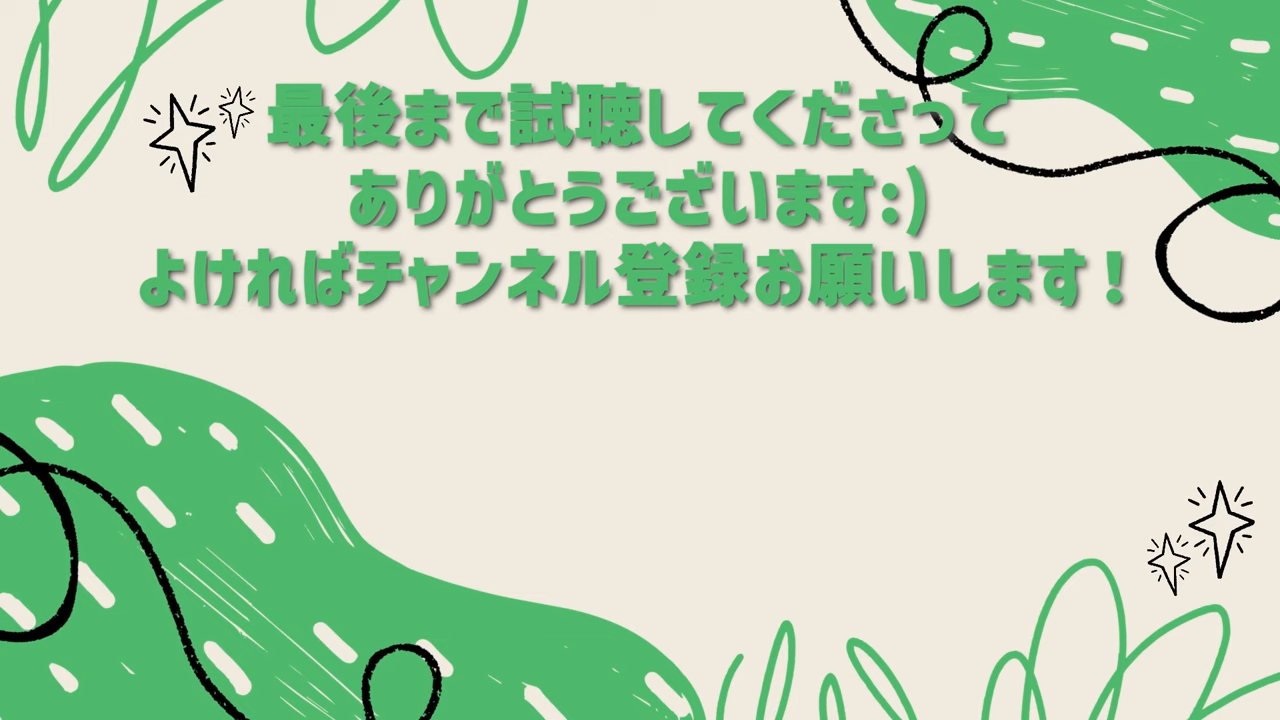 最後まで試聴してくださって
ありがとうございます:)
よければチャンネル登録お願いします！